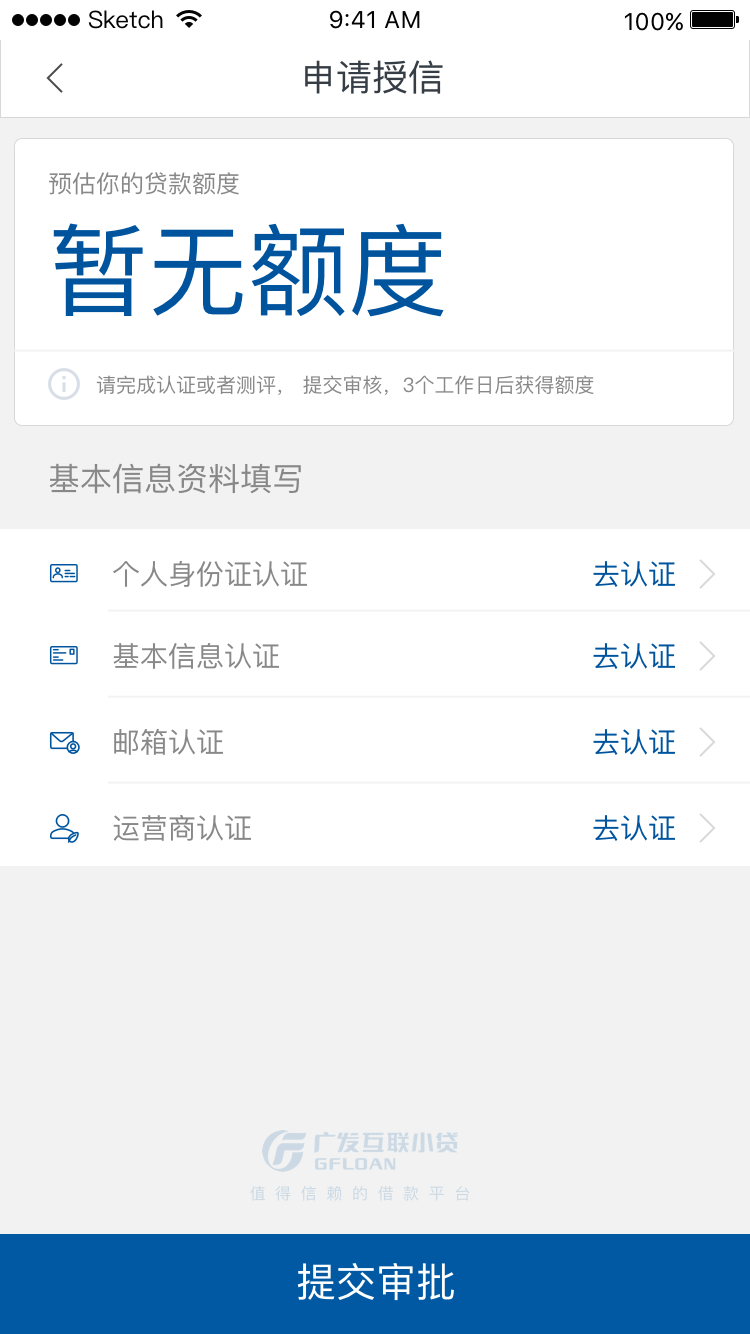 Sketch 9:41 AM 100%
申请授信
预估你的贷款额度
暂无额度
请完成认证或者测评， 提交审核，3个工作日后获得额度
基本信息资料填写
个人身份证认证 去认证
基本信息认证 去认证
邮箱认证 去认证
运营商认证 去认证
广发互联小贷
GFLOAN
值得信赖的借款平台
提交审批